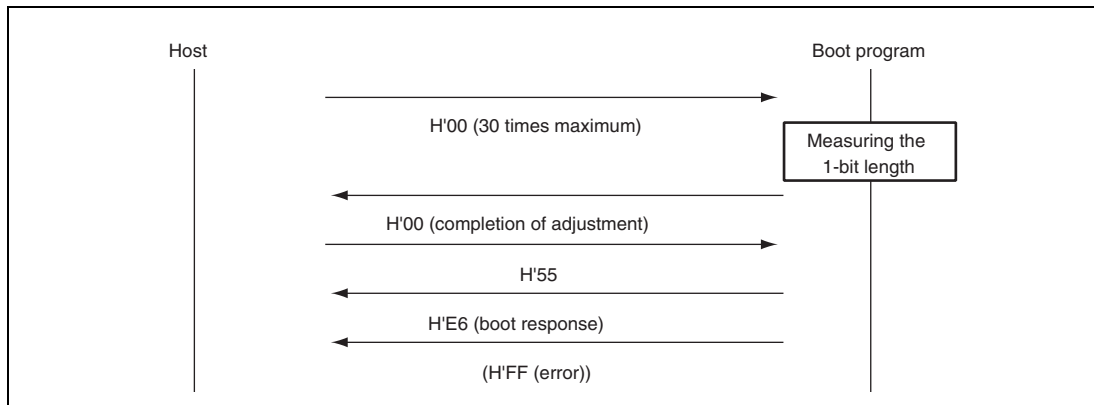 Host
Boot program
H'00 (30 times maximum)
Measuring the
1-bit length
H'00 (completion of adjustment)
H'55
H'E6 (boot response)
(H'FF (error))